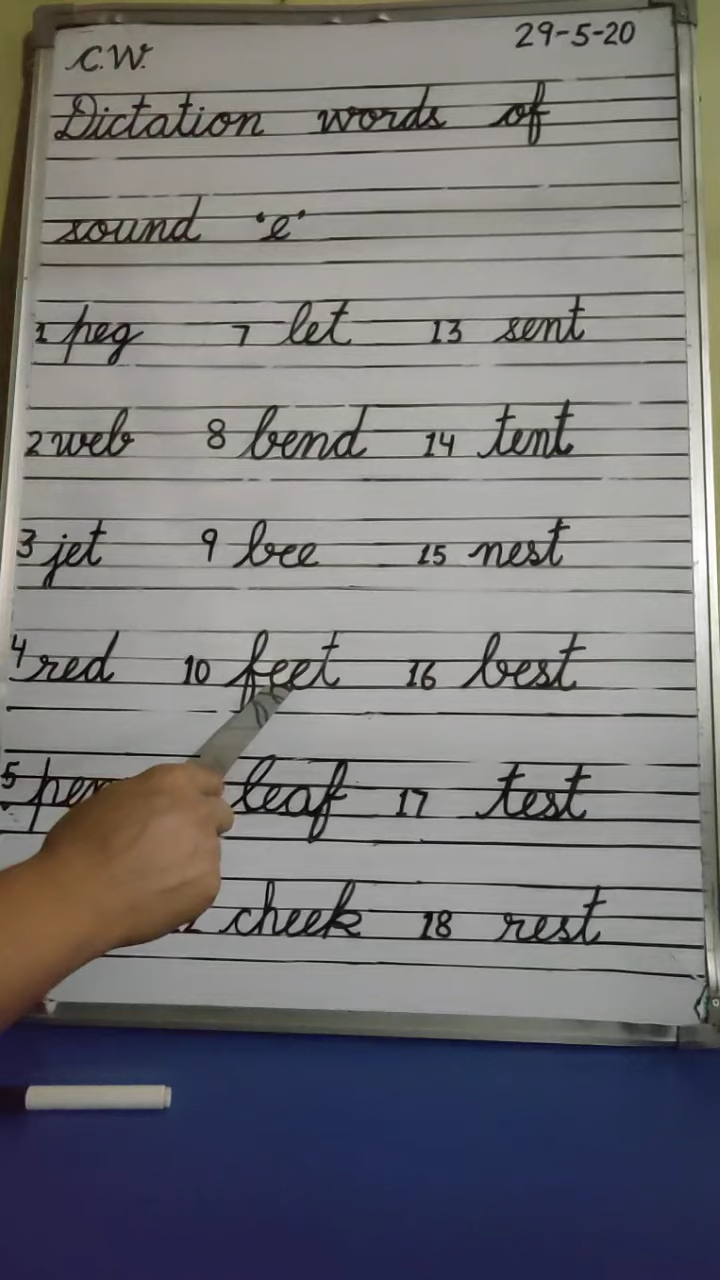 C.W. 29-5-20
Dictation words of
sound 'e'
1 peg 7 let 13 sent
2 web 8 bend 14 tent
3 jet 9 bee 15 nest
4 red 10 feet 16 best
5 leaf 17 test
cheek 18 rest